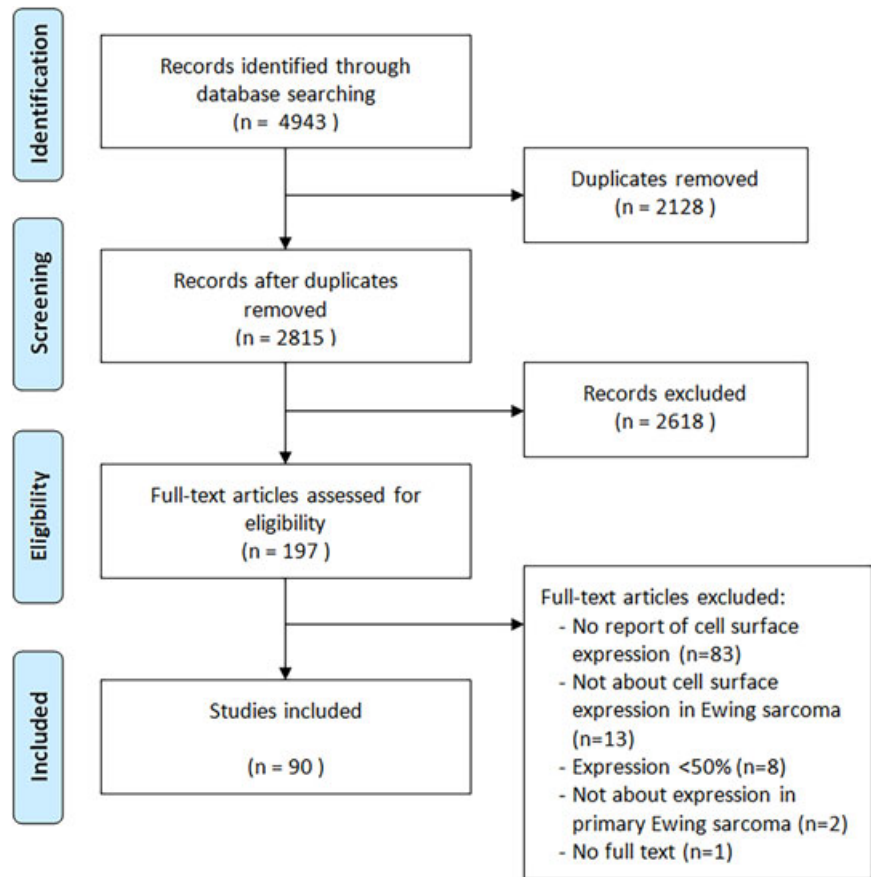 Identification
Records identified through
database searching
(n = 4943 )
Duplicates removed
(n = 2128 )
Screening
Records after duplicates
removed
(n = 2815 )
Records excluded
(n = 2618 )
Eligibility
Full-text articles assessed for
eligibility
(n = 197 )
Full-text articles excluded:
- No report of cell surface
expression (n=83)
- Not about cell surface
expression in Ewing sarcoma
(n=13)
- Expression <50% (n=8)
- Not about expression in
primary Ewing sarcoma (n=2)
- No full text (n=1)
Included
Studies included
(n = 90 )